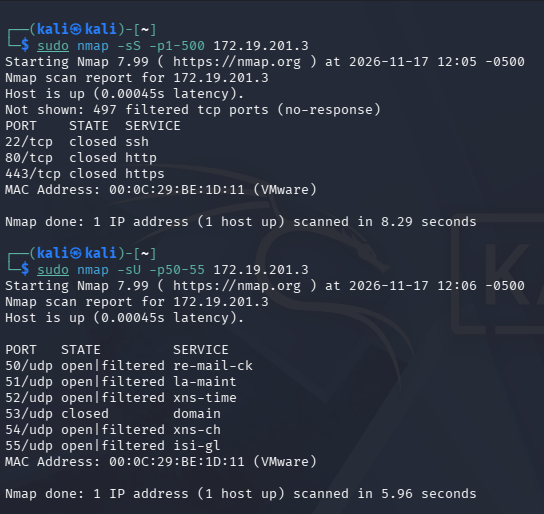 ┌──(kali㉿kali)-[~]
└─$ sudo nmap -sS -p1-500 172.19.201.3
Starting Nmap 7.99 ( https://nmap.org ) at 2026-11-17 12:05 -0500
Nmap scan report for 172.19.201.3
Host is up (0.00045s latency).
Not shown: 497 filtered tcp ports (no-response)
PORT    STATE  SERVICE
22/tcp  closed ssh
80/tcp  closed http
443/tcp closed https
MAC Address: 00:0C:29:BE:1D:11 (VMware)

Nmap done: 1 IP address (1 host up) scanned in 8.29 seconds

┌──(kali㉿kali)-[~]
└─$ sudo nmap -sU -p50-55 172.19.201.3
Starting Nmap 7.99 ( https://nmap.org ) at 2026-11-17 12:06 -0500
Nmap scan report for 172.19.201.3
Host is up (0.00045s latency).

PORT   STATE         SERVICE
50/udp open|filtered re-mail-ck
51/udp open|filtered la-maint
52/udp open|filtered xns-time
53/udp closed        domain
54/udp open|filtered xns-ch
55/udp open|filtered isi-gl
MAC Address: 00:0C:29:BE:1D:11 (VMware)

Nmap done: 1 IP address (1 host up) scanned in 5.96 seconds